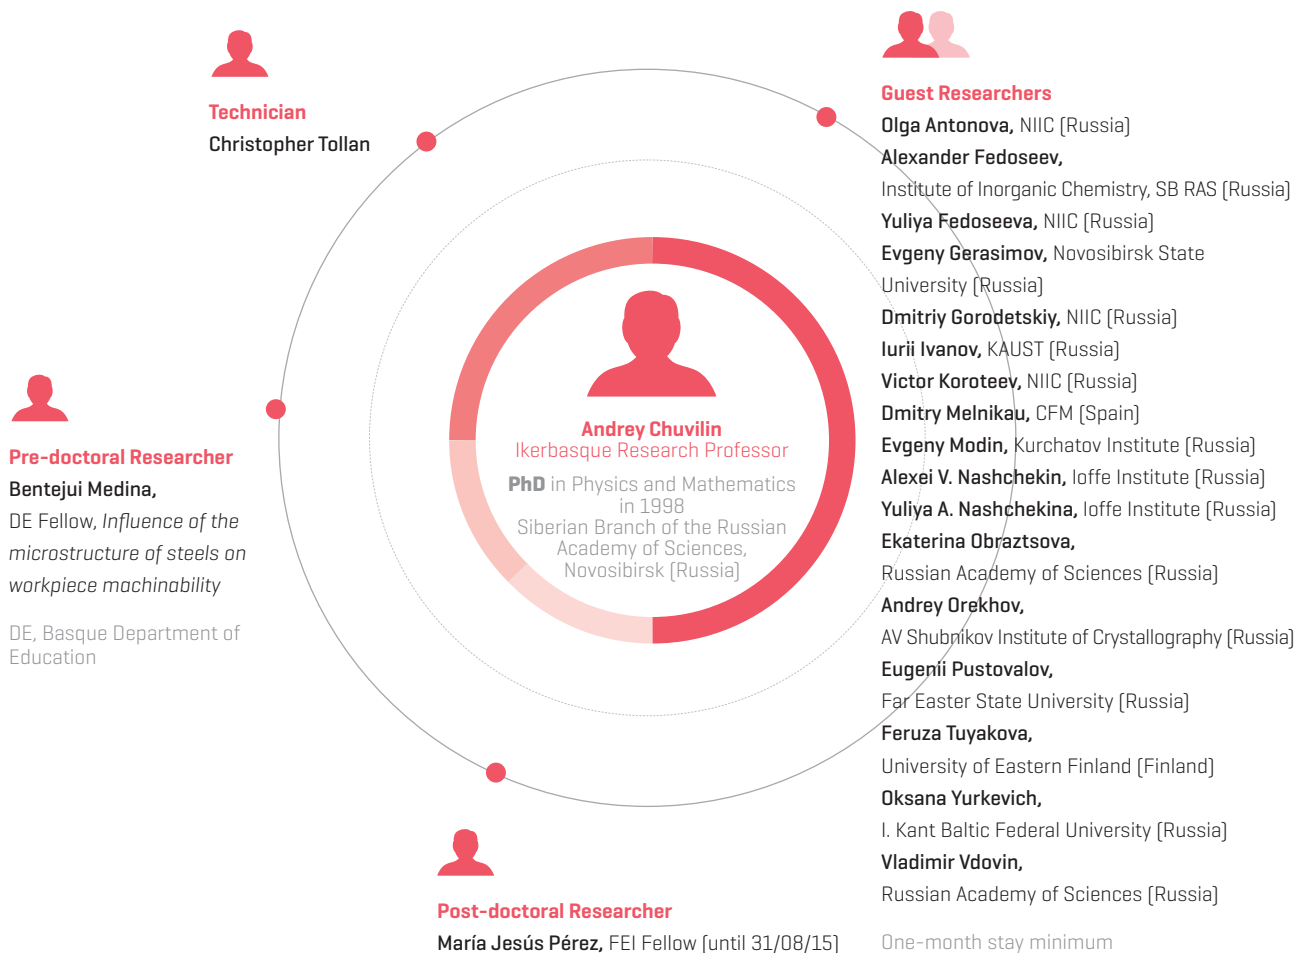 Technician
Christopher Tollan
Pre-doctoral Researcher
Bentejui Medina,
DE Fellow, Influence of the
microstructure of steels on
workpiece machinability
DE, Basque Department of
Education
Andrey Chuvilin
Ikerbasque Research Professor
PhD in Physics and Mathematics
in 1998
Siberian Branch of the Russian
Academy of Sciences,
Novosibirsk (Russia)
Post-doctoral Researcher
María Jesús Pérez, FEI Fellow (until 31/08/15)
Guest Researchers
Olga Antonova, NIIC (Russia)
Alexander Fedoseev,
Institute of Inorganic Chemistry, SB RAS (Russia)
Yuliya Fedoseeva, NIIC (Russia)
Evgeny Gerasimov, Novosibirsk State
University (Russia)
Dmitriy Gorodetskiy, NIIC (Russia)
Iurii Ivanov, KAUST (Russia)
Victor Koroteev, NIIC (Russia)
Dmitry Melnikau, CFM (Spain)
Evgeny Modin, Kurchatov Institute (Russia)
Alexei V. Nashchekin, Ioffe Institute (Russia)
Yuliya A. Nashchekina, Ioffe Institute (Russia)
Ekaterina Obraztsova,
Russian Academy of Sciences (Russia)
Andrey Orekhov,
AV Shubnikov Institute of Crystallography (Russia)
Eugenii Pustovalov,
Far Easter State University (Russia)
Feruza Tuyakova,
University of Eastern Finland (Finland)
Oksana Yurkevich,
I. Kant Baltic Federal University (Russia)
Vladimir Vdovin,
Russian Academy of Sciences (Russia)
One-month stay minimum